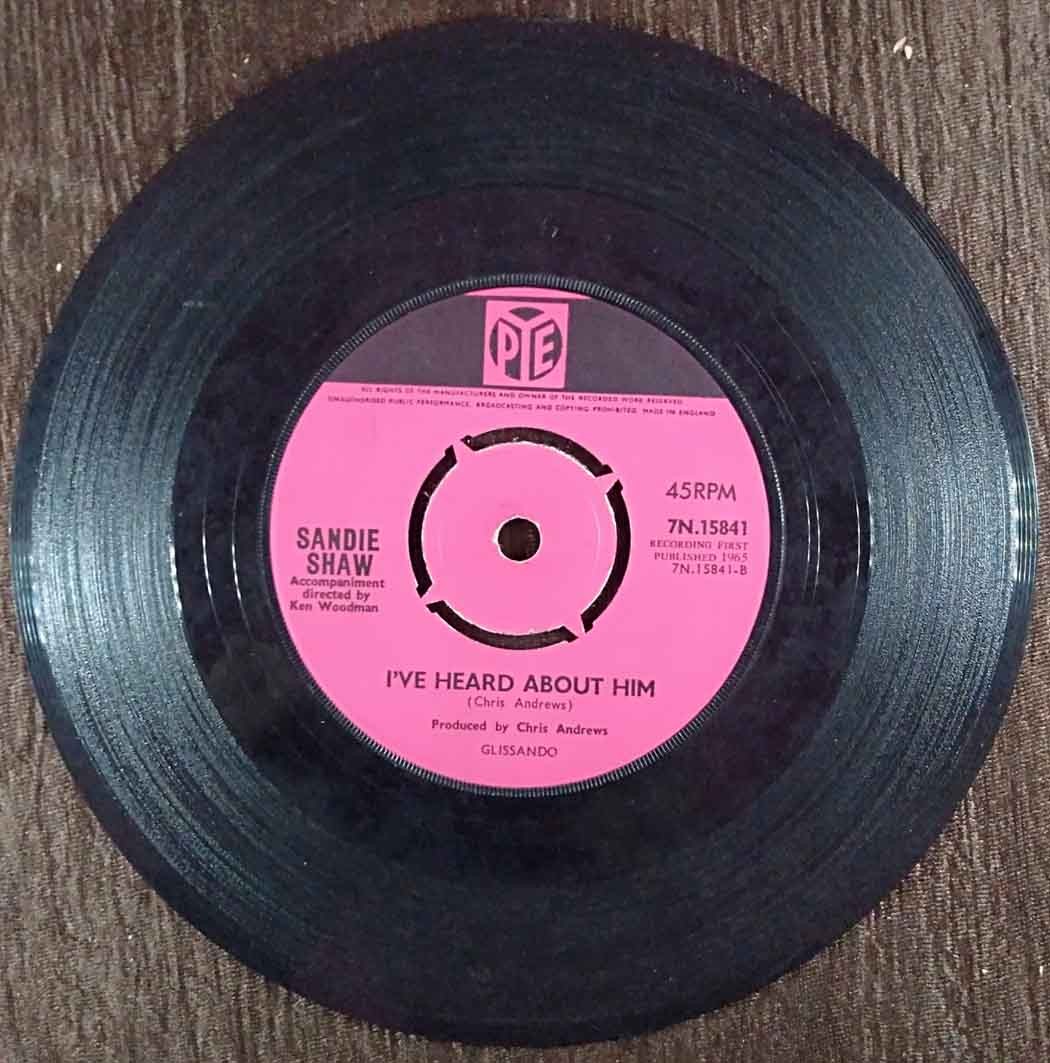 PYE
ALL RIGHTS OF THE MANUFACTURERS AND OWNER OF THE RECORDED WORK RESERVED
UNAUTHORISED PUBLIC PERFORMANCE, BROADCASTING AND COPYING PROHIBITED. MADE IN ENGLAND
45RPM
7N.15841
RECORDING FIRST
PUBLISHED 1965
7N.15841-B
SANDIE
SHAW
Accompaniment
directed by
Ken Woodman
I'VE HEARD ABOUT HIM
(Chris Andrews)
Produced by Chris Andrews
GLISSANDO